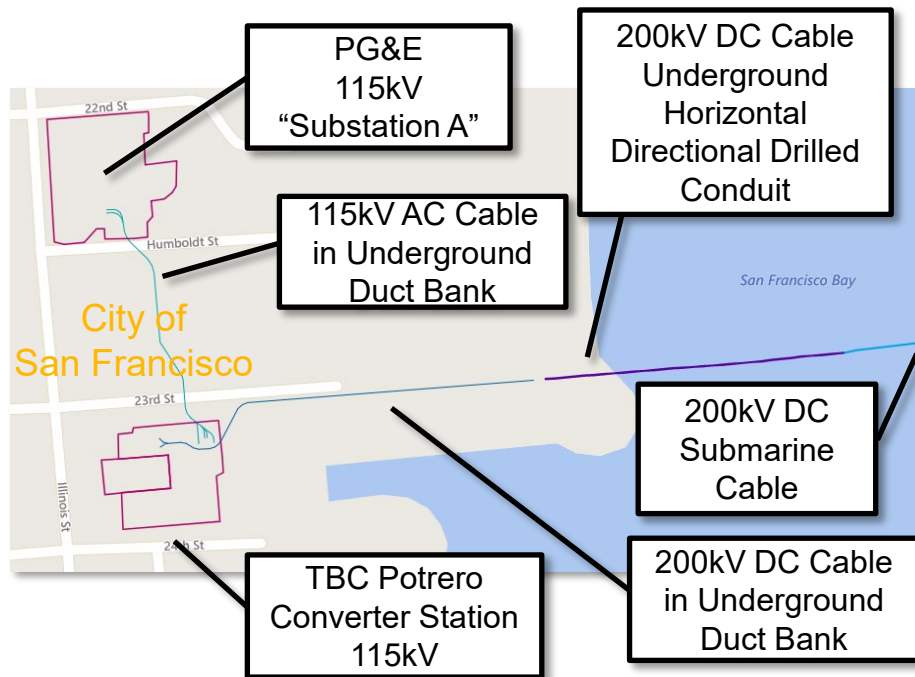 PG&E
115kV
“Substation A”
200kV DC Cable
Underground
Horizontal
Directional Drilled
Conduit
22nd St
115kV AC Cable
in Underground
Duct Bank
Humboldt St
San Francisco Bay
City of
San Francisco
23rd St
200kV DC
Submarine
Cable
Illinois St
24th St
TBC Potrero
Converter Station
115kV
200kV DC Cable
in Underground
Duct Bank